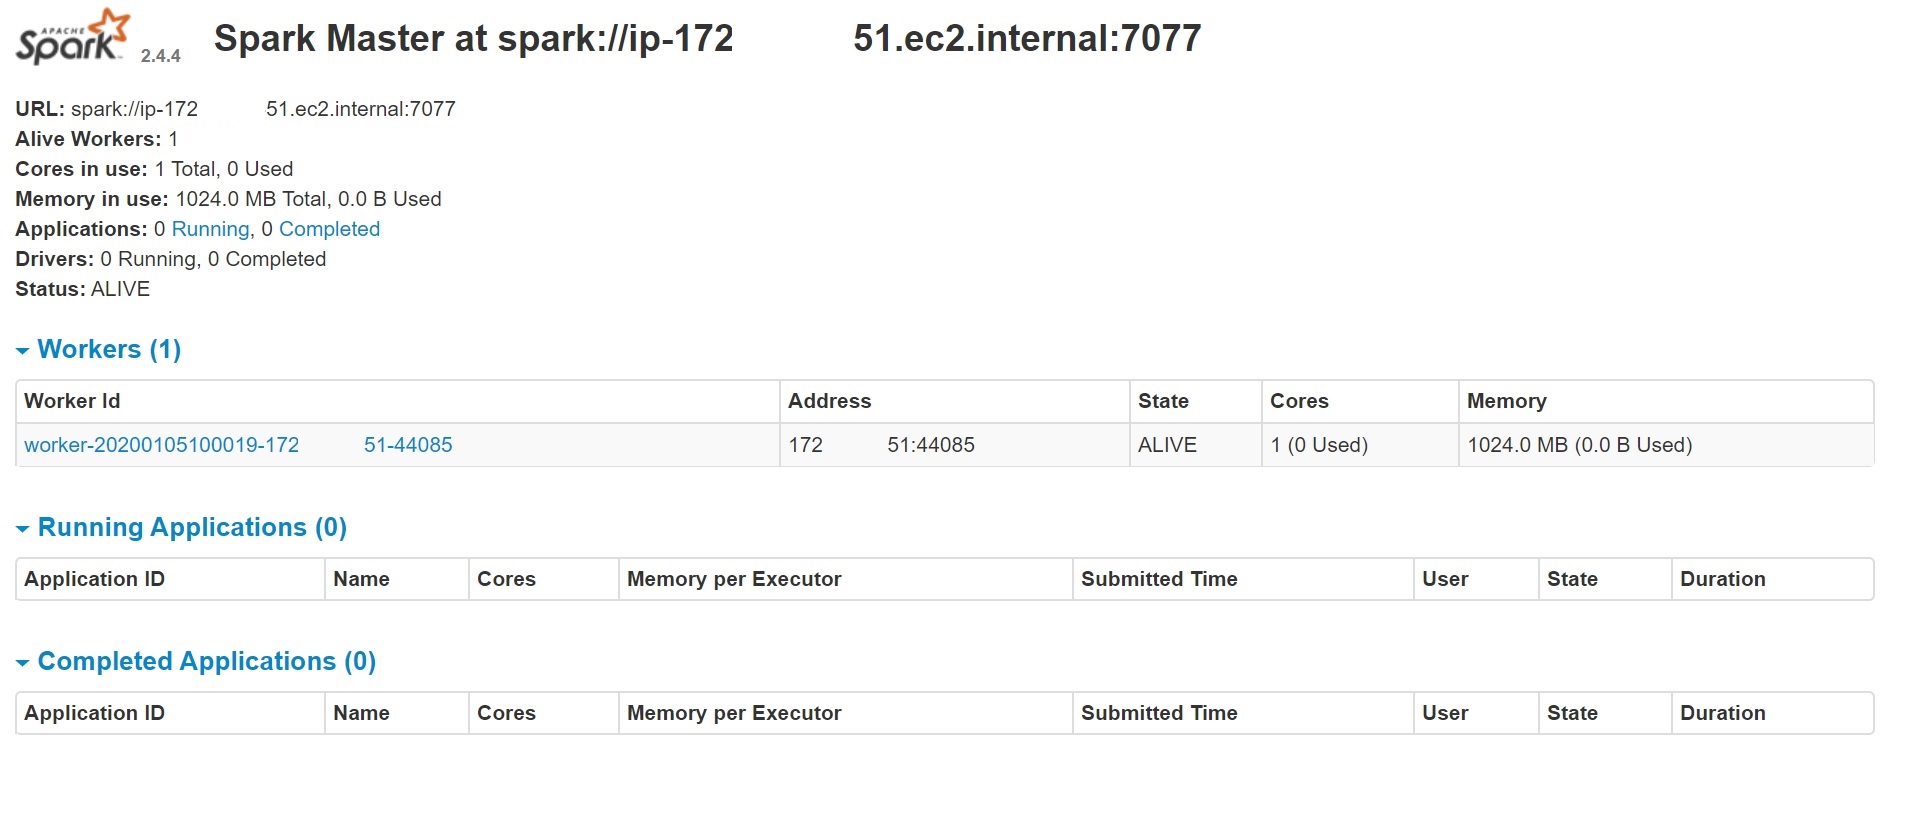 APACHE Spark 2.4.4 Spark Master at spark://ip-172 51.ec2.internal:7077
URL: spark://ip-172 51.ec2.internal:7077
Alive Workers: 1
Cores in use: 1 Total, 0 Used
Memory in use: 1024.0 MB Total, 0.0 B Used
Applications: 0 Running, 0 Completed
Drivers: 0 Running, 0 Completed
Status: ALIVE
Workers (1)
Worker Id Address State Cores Memory
worker-20200105100019-172 51-44085 172 51:44085 ALIVE 1 (0 Used) 1024.0 MB (0.0 B Used)
Running Applications (0)
Application ID Name Cores Memory per Executor Submitted Time User State Duration
Completed Applications (0)
Application ID Name Cores Memory per Executor Submitted Time User State Duration